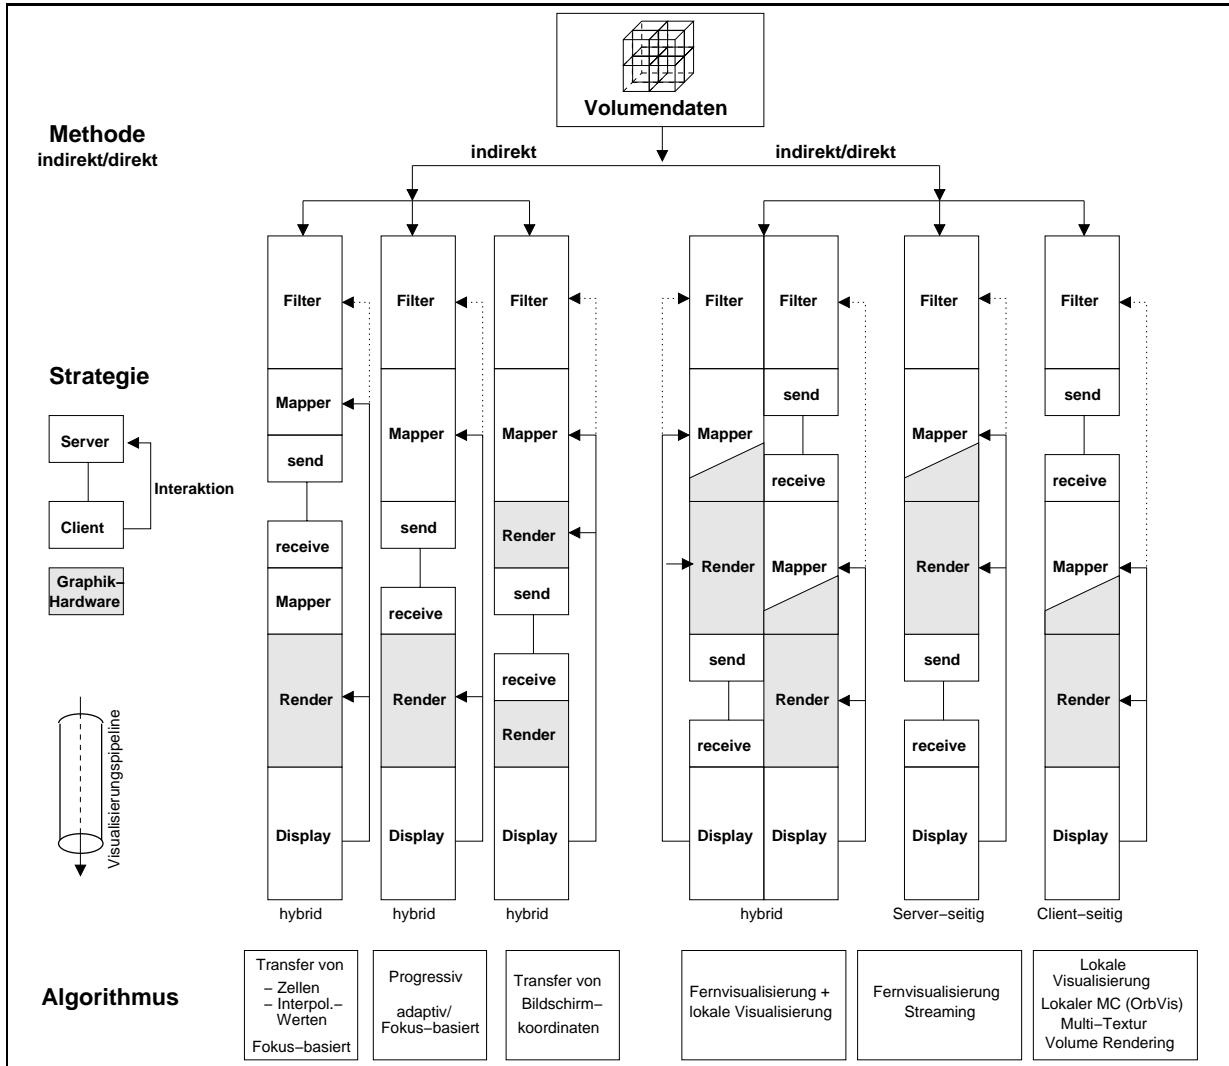 Volumendaten
Methode
indirekt/direkt
indirekt
indirekt/direkt
Filter
Filter
Filter
Filter
Filter
Filter
Filter
Strategie
Server
Interaktion
Client
Graphik–
Hardware
Visualisierungspipeline
Mapper
send
receive
Mapper
Render
Display
hybrid
Mapper
send
receive
Render
Display
hybrid
Mapper
Render
send
receive
Render
Display
hybrid
Mapper
Render
send
receive
Display
send
receive
Mapper
Render
Display
hybrid
Mapper
Render
send
receive
Display
Server–seitig
send
receive
Mapper
Render
Display
Client–seitig
Algorithmus
Transfer von
– Zellen
– Interpol.–
Werten
Fokus–basiert
Progressiv
adaptiv/
Fokus–basiert
Transfer von
Bildschirm–
koordinaten
Fernvisualisierung +
lokale Visualisierung
Fernvisualisierung
Streaming
Lokale
Visualisierung
Lokaler MC (OrbVis)
Multi–Textur
Volume Rendering